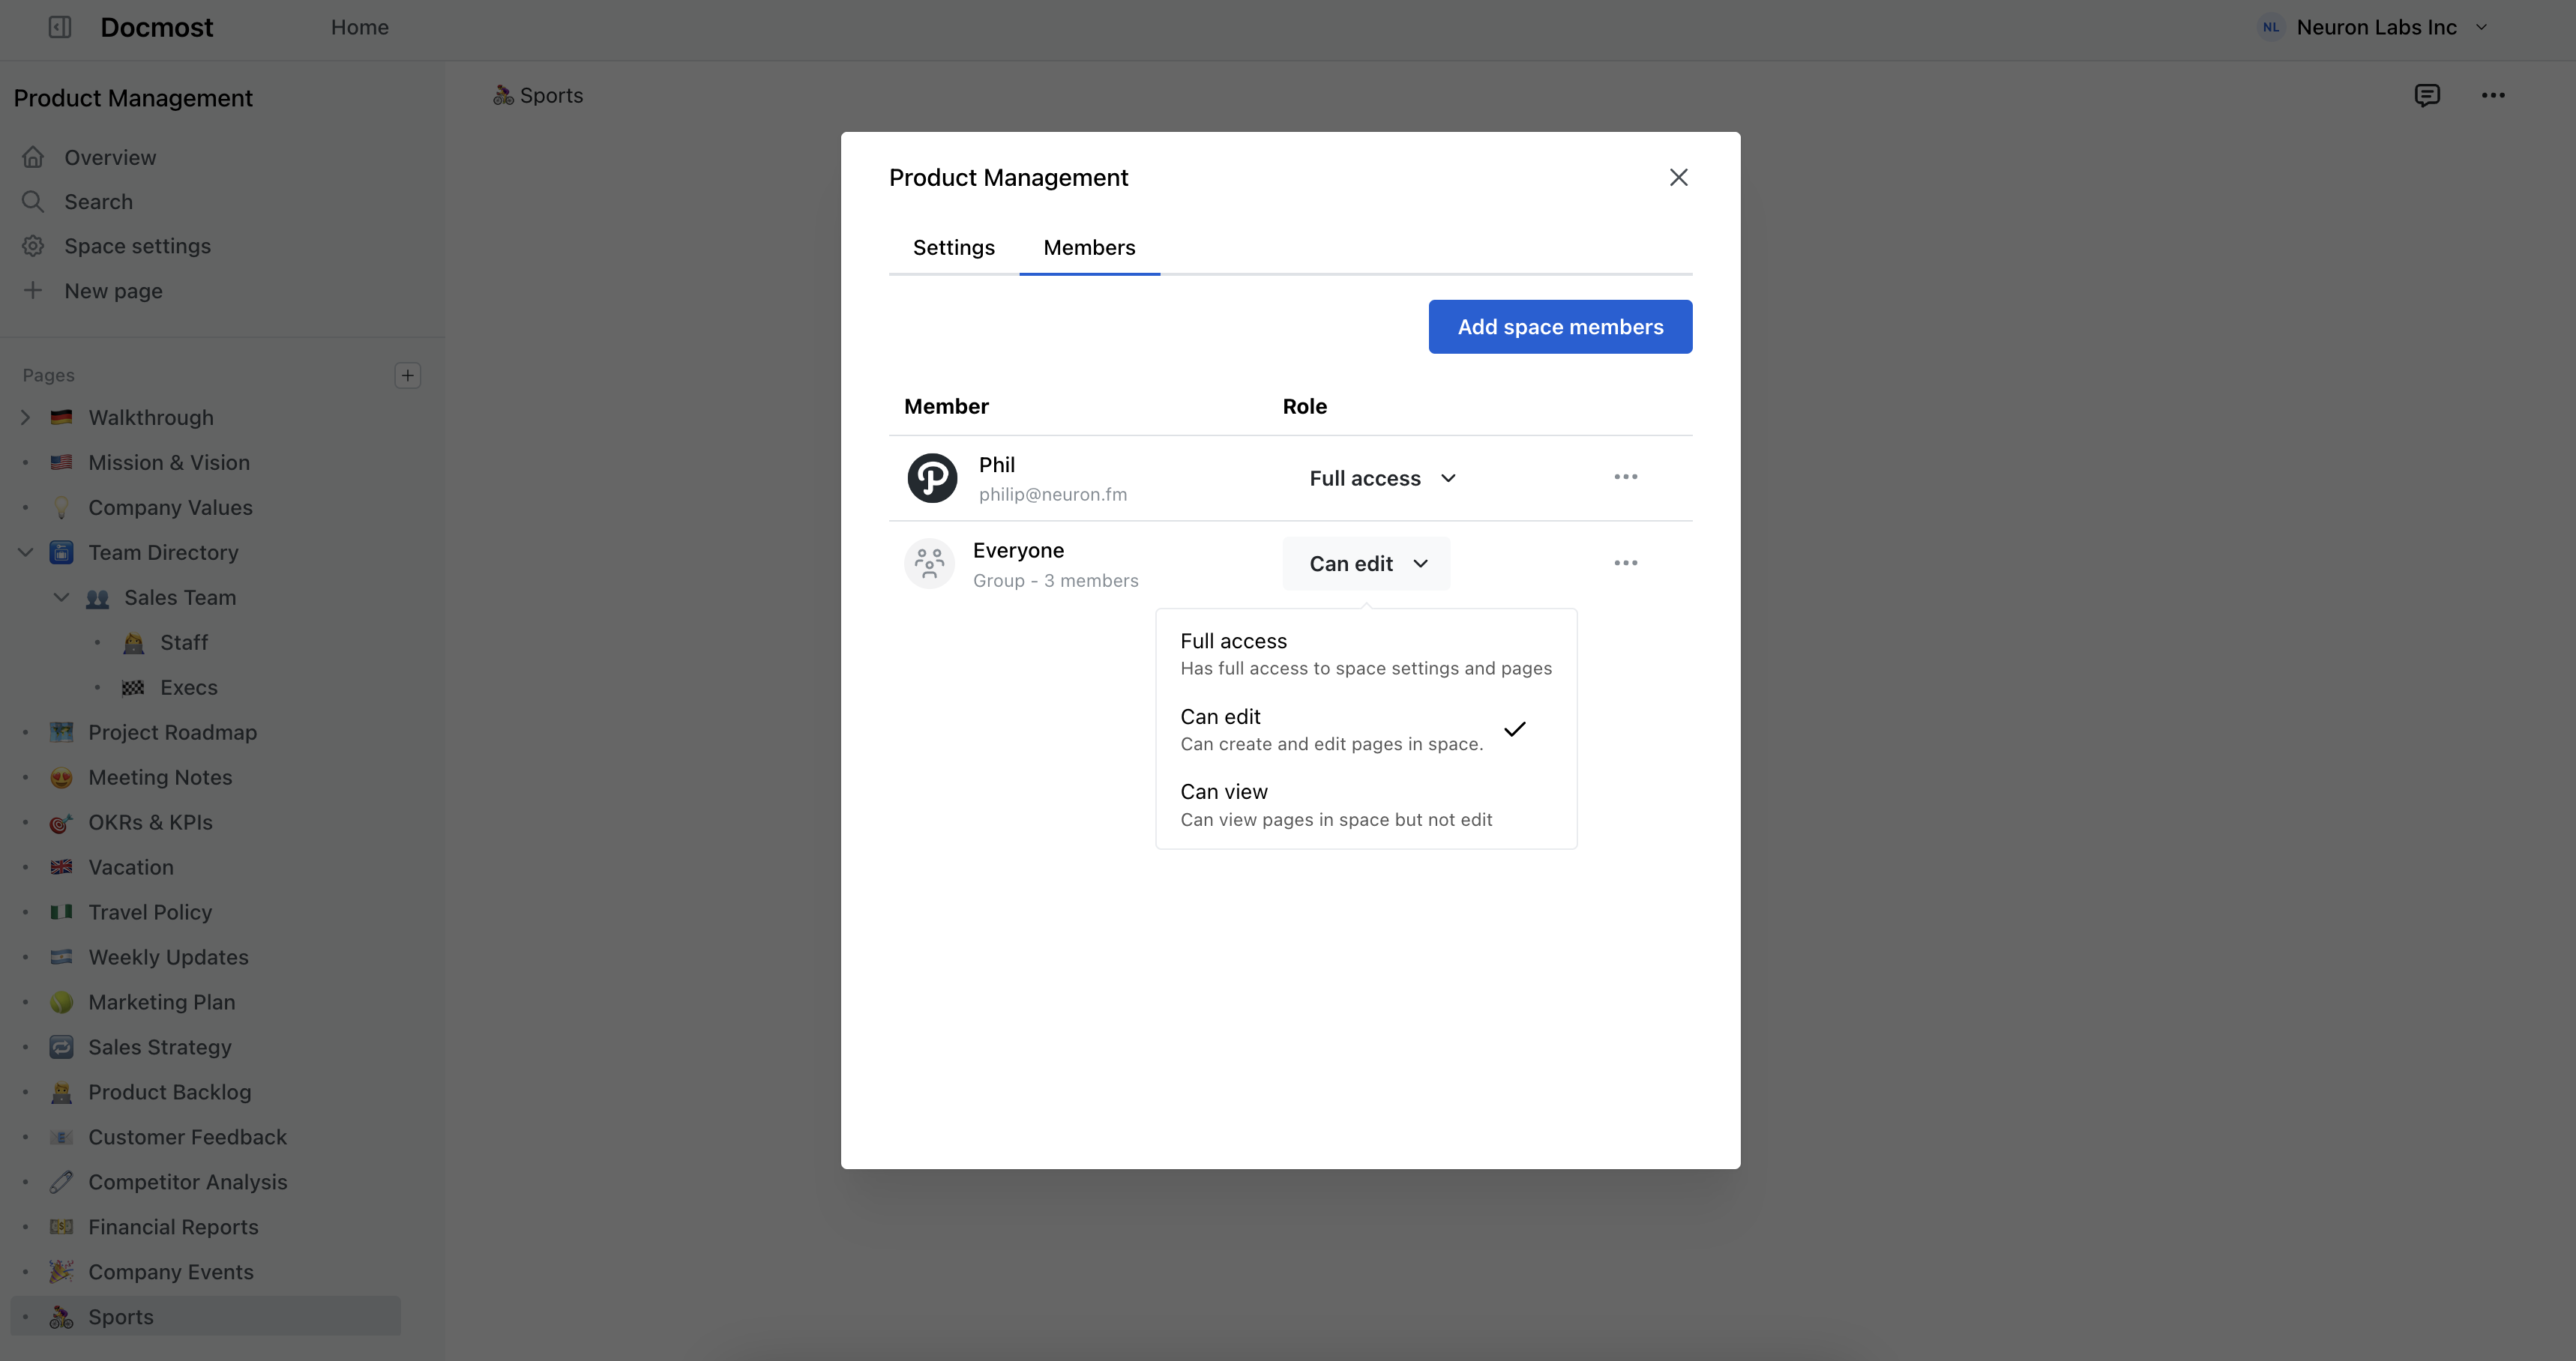 Docmost
Home
NL Neuron Labs Inc
Product Management
Overview
Search
Space settings
New page
Pages
Walkthrough
Mission & Vision
Company Values
Team Directory
Sales Team
Staff
Execs
Project Roadmap
Meeting Notes
OKRs & KPIs
Vacation
Travel Policy
Weekly Updates
Marketing Plan
Sales Strategy
Product Backlog
Customer Feedback
Competitor Analysis
Financial Reports
Company Events
Sports
Sports
Product Management
Settings Members
Add space members
Member Role
Phil
philip@neuron.fm
Full access
Everyone
Group - 3 members
Can edit
Full access
Has full access to space settings and pages
Can edit
Can create and edit pages in space.
Can view
Can view pages in space but not edit